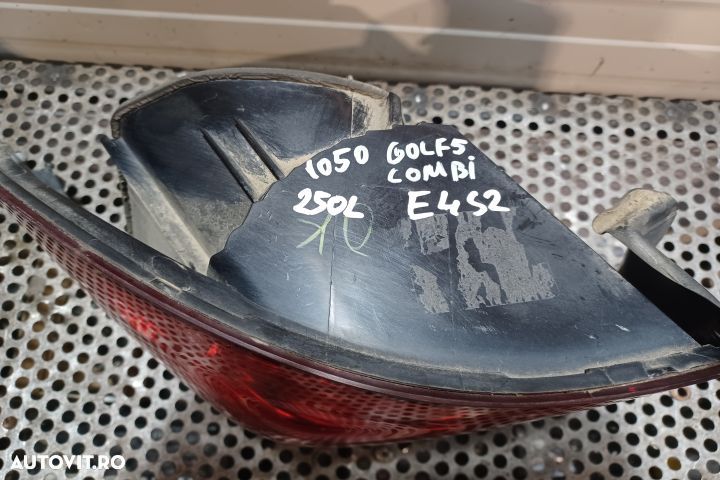 1050 GOLF5
COMBI
250L E4S2
OK
AUTOVIT.RO